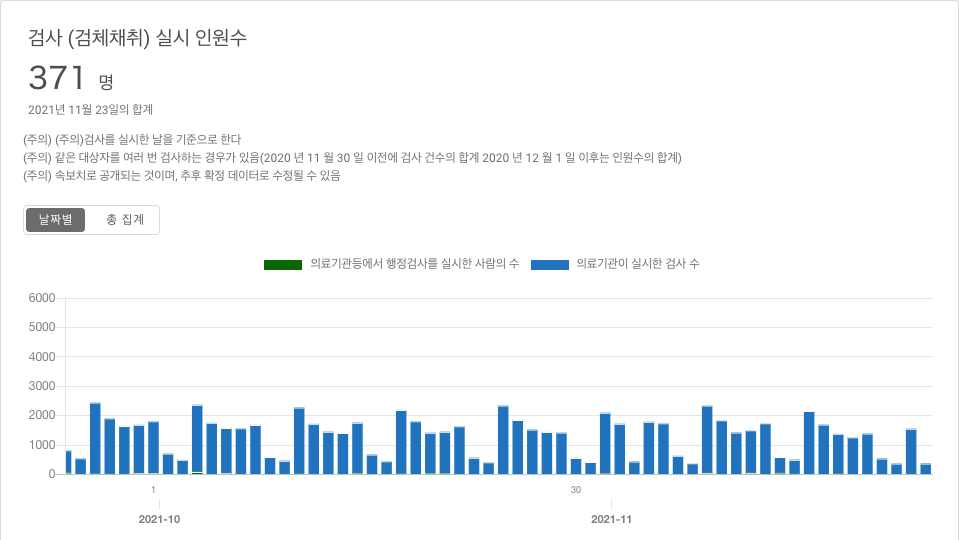 검사 (검체채취) 실시 인원수
371 명
2021년 11월 23일의 합계
(주의) (주의)검사를 실시한 날을 기준으로 한다
(주의) 같은 대상자를 여러 번 검사하는 경우가 있음(2020 년 11 월 30 일 이전에 검사 건수의 합계 2020 년 12 월 1 일 이후는 인원수의 합계)
(주의) 속보치로 공개되는 것이며, 추후 확정 데이터로 수정될 수 있음
날짜별 총 집계
의료기관등에서 행정검사를 실시한 사람의 수 의료기관이 실시한 검사 수
6000
5000
4000
3000
2000
1000
0
1 30
2021-10 2021-11